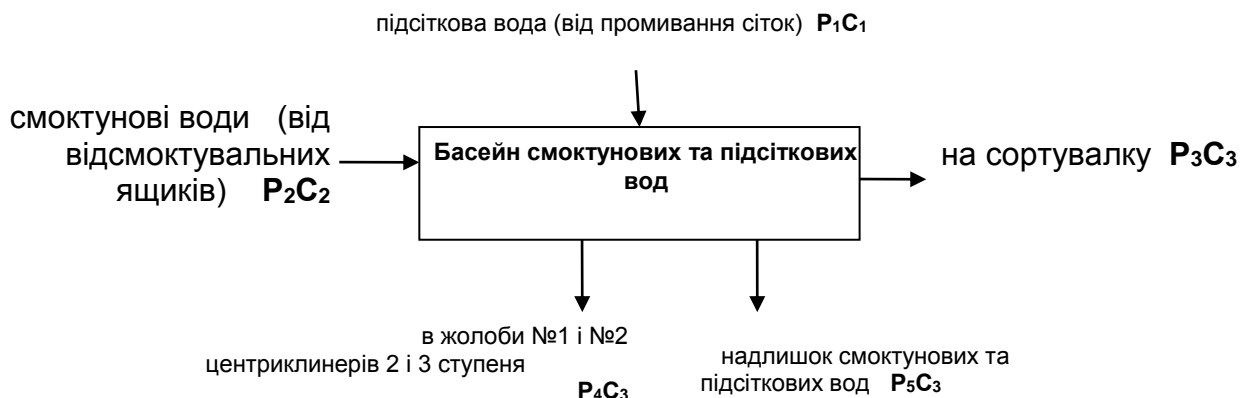 підсіткова вода (від промивання сіток) P₁C₁
смоктунові води (від
відсмоктувальних
ящиків) P₂C₂
Басейн смоктунових та підсіткових
вод
на сортувалку P₃C₃
в жолоби №1 і №2
центриклинерів 2 і 3 ступеня
P₄C₃
надлишок смоктунових та
підсіткових вод P₅C₃